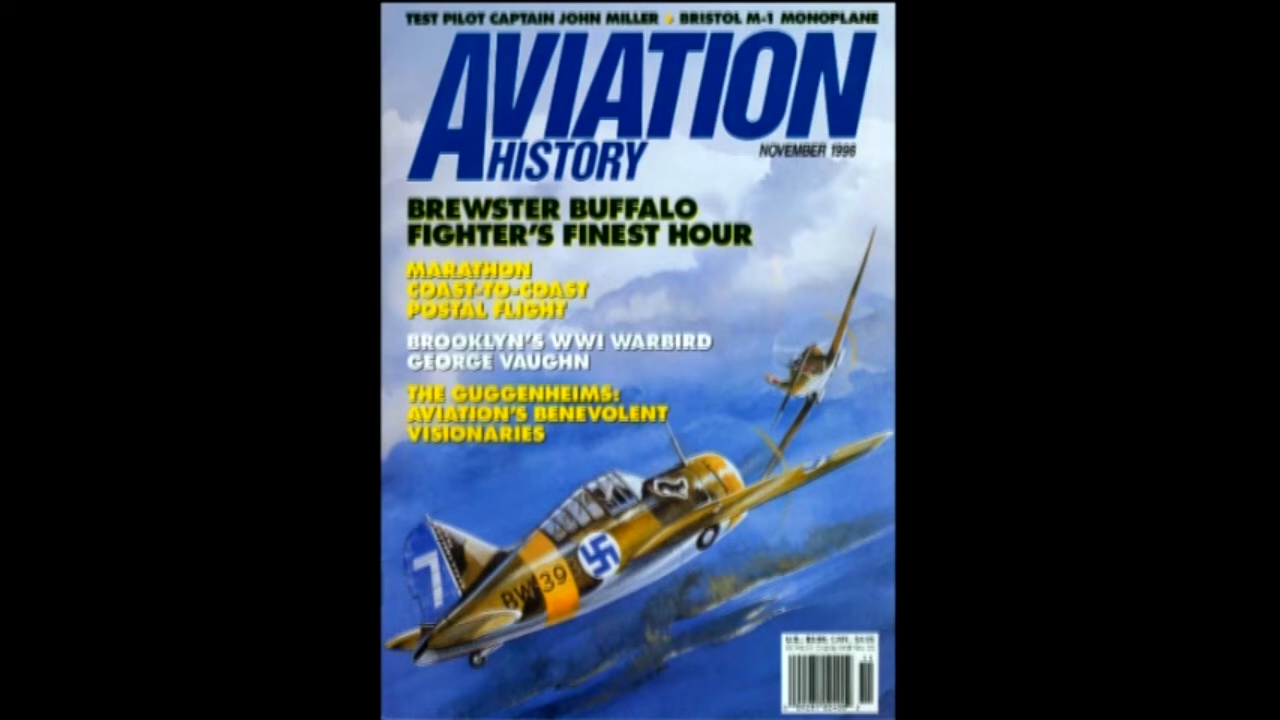 TEST PILOT CAPTAIN JOHN MILLER • BRISTOL M-1 MONOPLANE
AVIATION
HISTORY
NOVEMBER 1996
BREWSTER BUFFALO
FIGHTER'S FINEST HOUR
MARATHON
COAST-TO-COAST
POSTAL FLIGHT
BROOKLYN'S WWI WARBIRD
GEORGE VAUGHN
THE GUGGENHEIMS:
AVIATION'S BENEVOLENT
VISIONARIES
7
BW-39